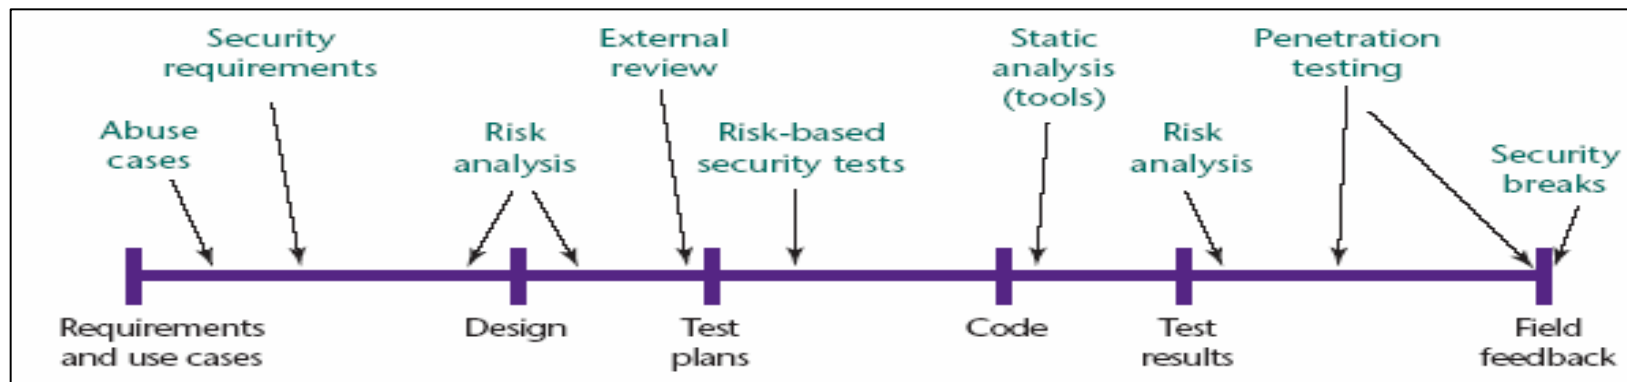 Security
requirements
External
review
Static
analysis
(tools)
Penetration
testing
Abuse
cases
Risk
analysis
Risk-based
security tests
Risk
analysis
Security
breaks
Requirements
and use cases
Design
Test
plans
Code
Test
results
Field
feedback